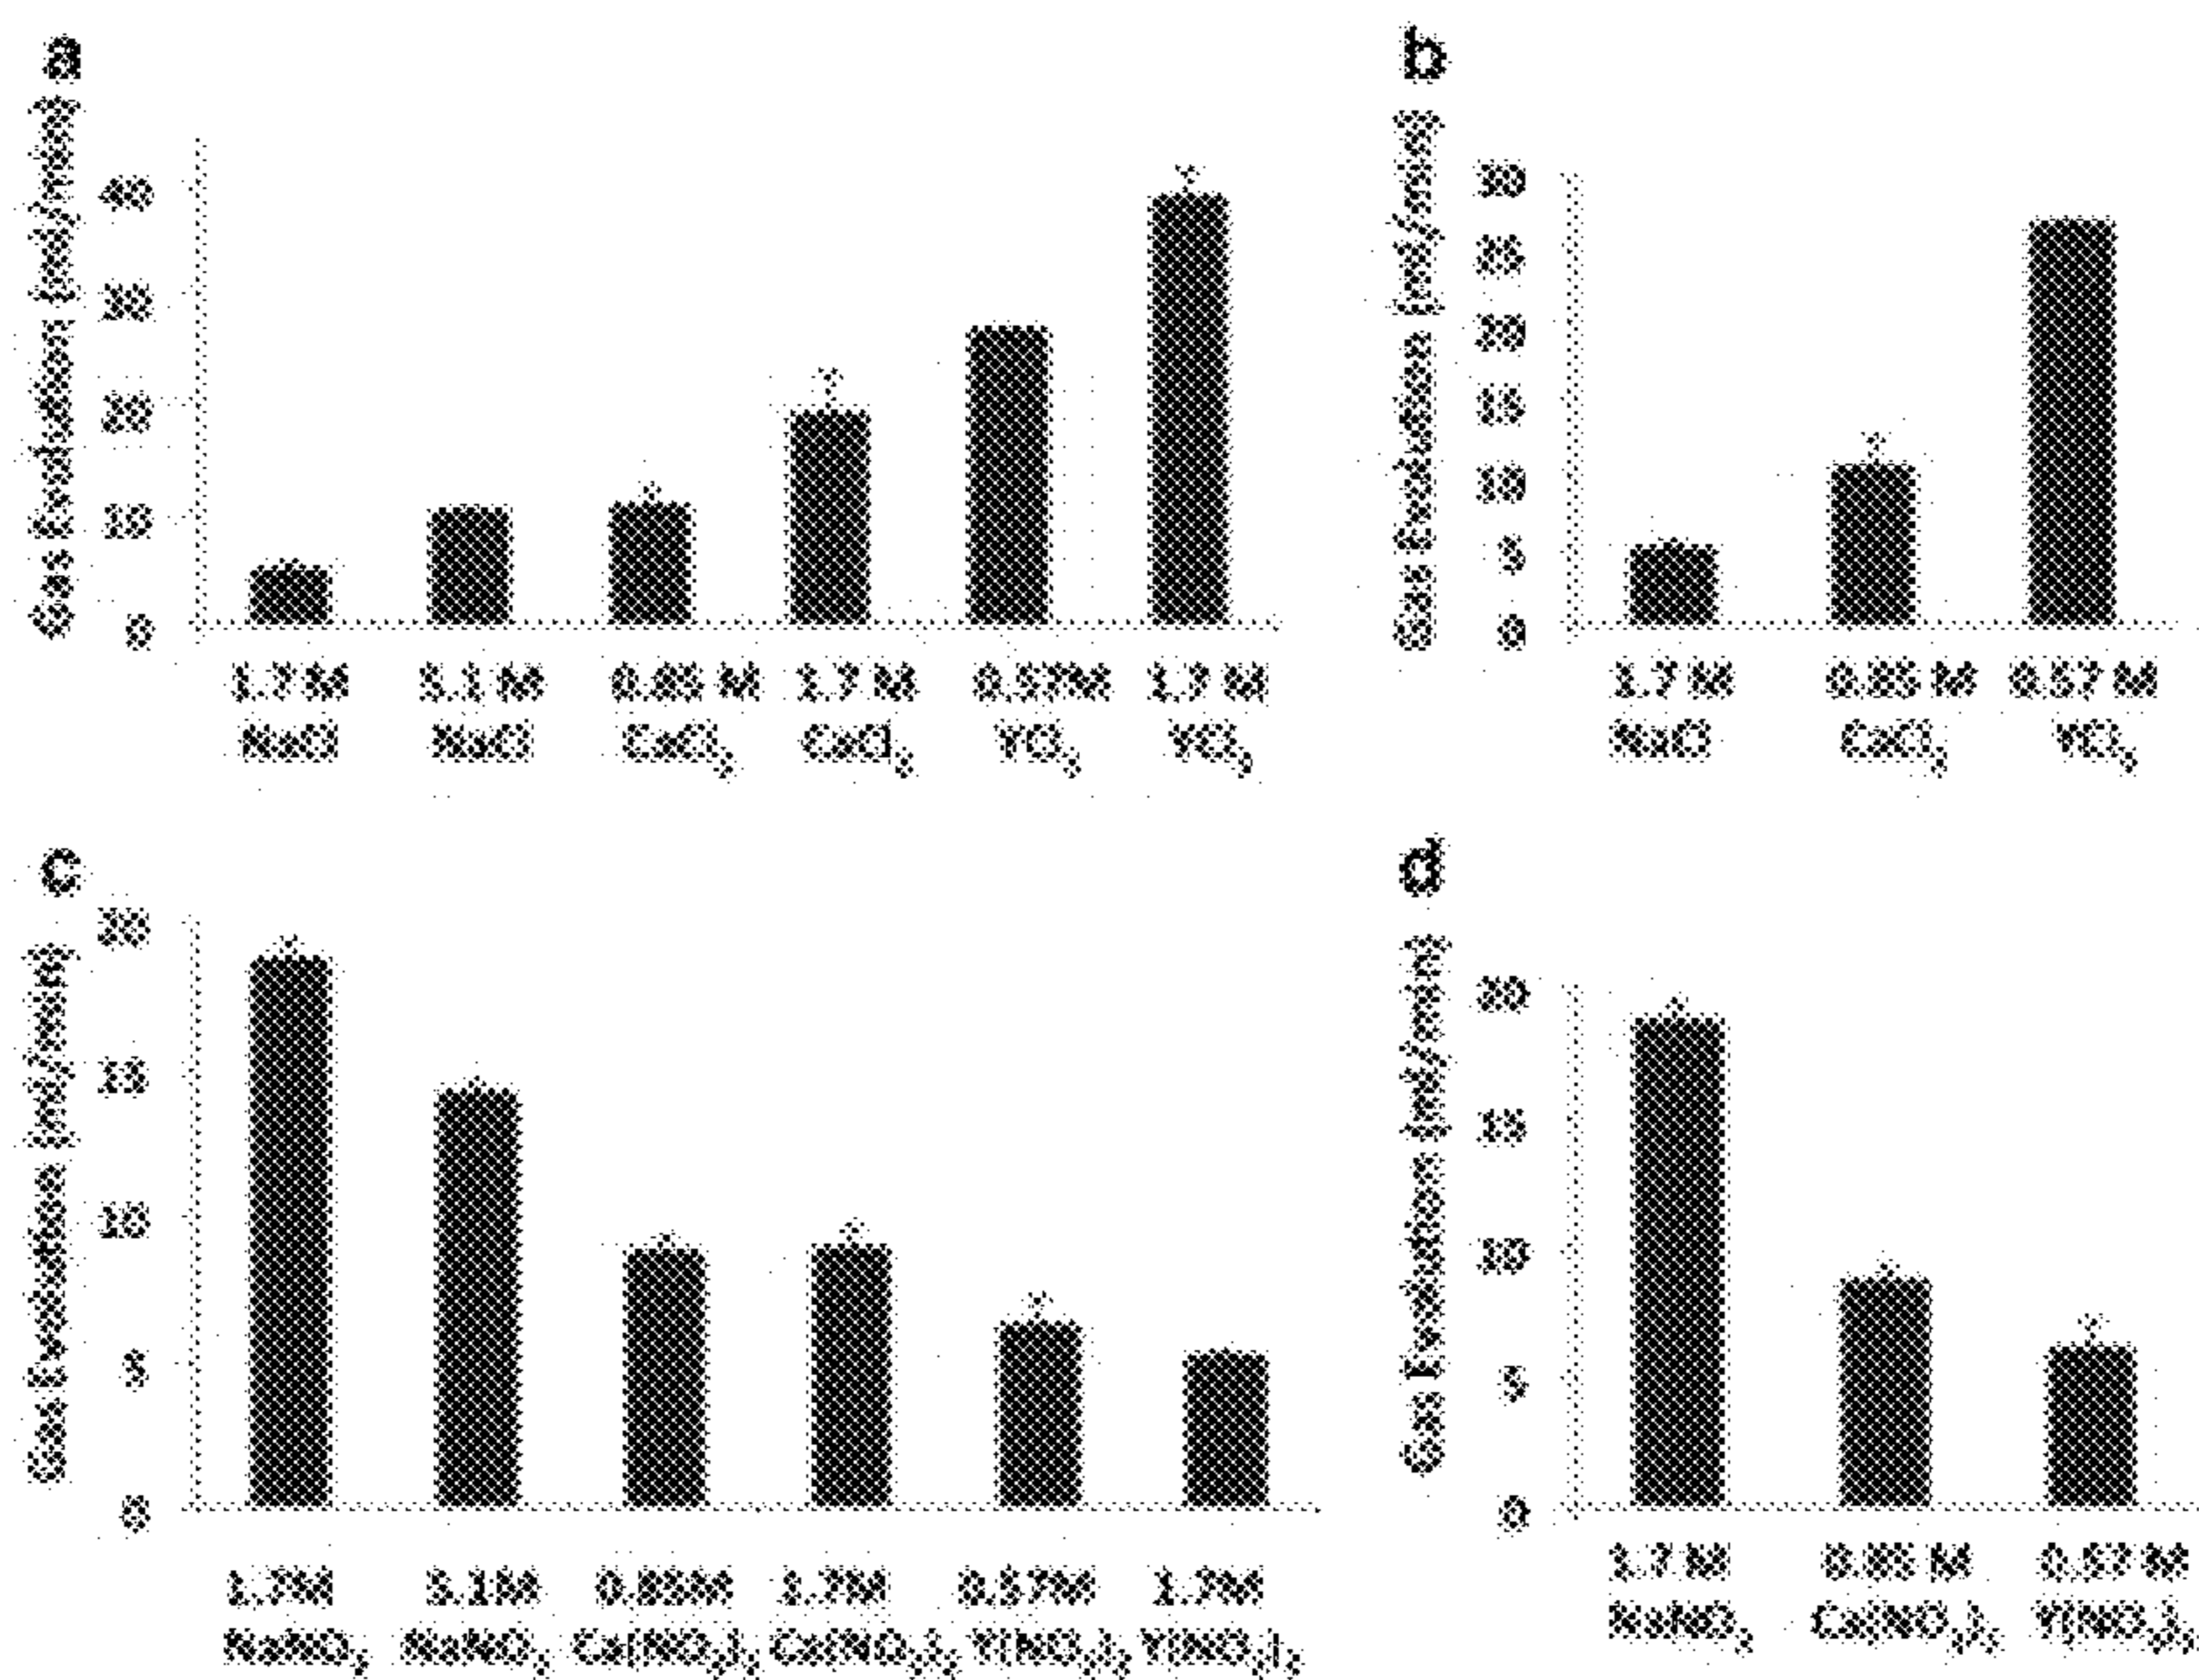 a
Gas Evolution [ml/min]
40
30
20
10
0
1.7 M 5.1 M 0.85 M 1.7 M 0.57M 1.7 M
NaCl NaCl CaCl2 CaCl2 YCl3 YCl3
b
Gas Evolution [ml/min]
30
25
20
15
10
5
0
1.7 M 0.85 M 0.57 M
NaCl CaCl2 YCl3
c
Gas Evolution [ml/min]
20
15
10
5
0
1.7M 5.1M 0.85M 1.7M 0.57M 1.7M
NaNO3 NaNO3 Ca(NO3)2 Ca(NO3)2 Y(NO3)3 Y(NO3)3
d
Gas Evolution [ml/min]
20
15
10
5
0
1.7 M 0.85 M 0.57 M
NaNO3 Ca(NO3)2 Y(NO3)3